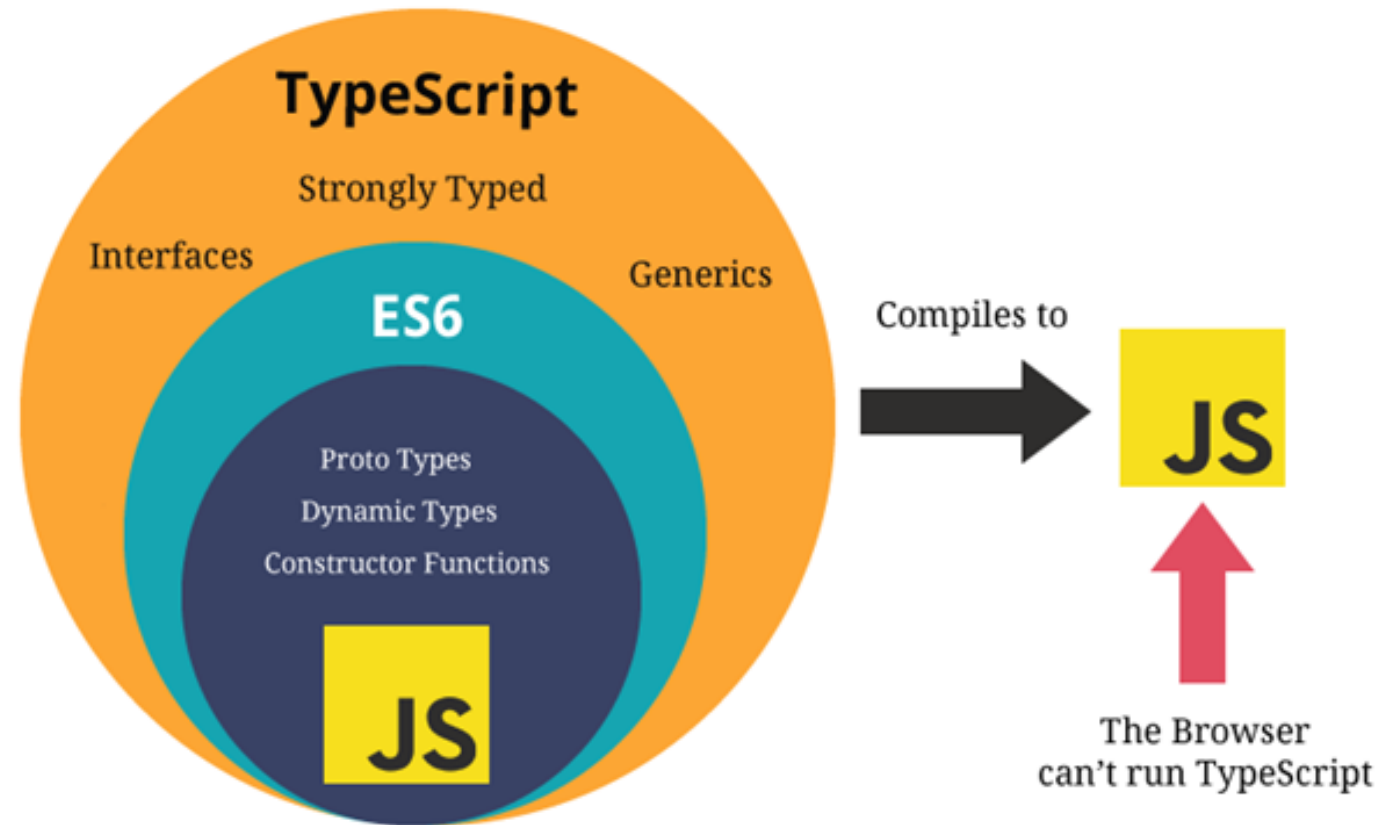 TypeScript
Strongly Typed
Interfaces
Generics
ES6
Proto Types
Dynamic Types
Constructor Functions
JS
Compiles to
JS
The Browser
can't run TypeScript